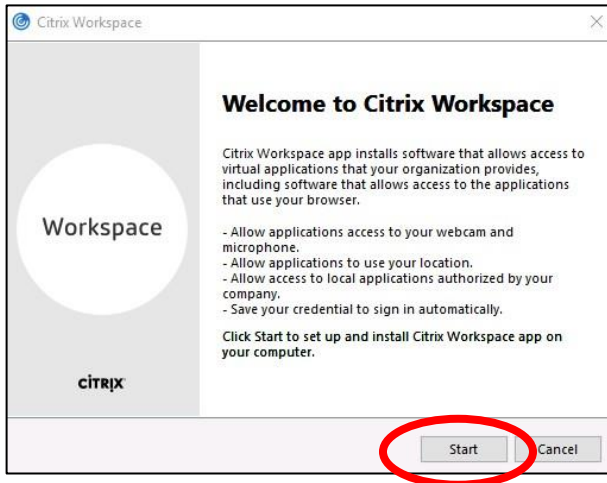 Citrix Workspace
Welcome to Citrix Workspace
Citrix Workspace app installs software that allows access to
virtual applications that your organization provides,
including software that allows access to the applications
that use your browser.
- Allow applications access to your webcam and
microphone.
- Allow applications to use your location.
- Allow access to local applications authorized by your
company.
- Save your credential to sign in automatically.
Click Start to set up and install Citrix Workspace app on
your computer.
Workspace
CİTRIX
Start
Cancel